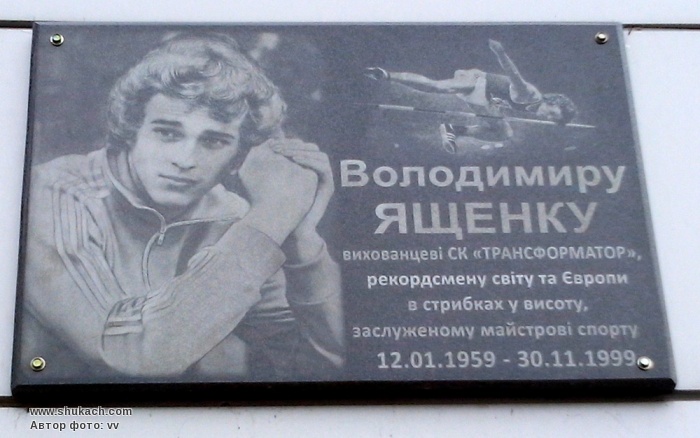 Володимиру
ЯЩЕНКУ
вихованцеві СК «ТРАНСФОРМАТОР»,
рекордсмену світу та Європи
в стрибках у висоту,
заслуженому майстрові спорту
12.01.1959 - 30.11.1999
www.shukach.com
Автор фото: vv